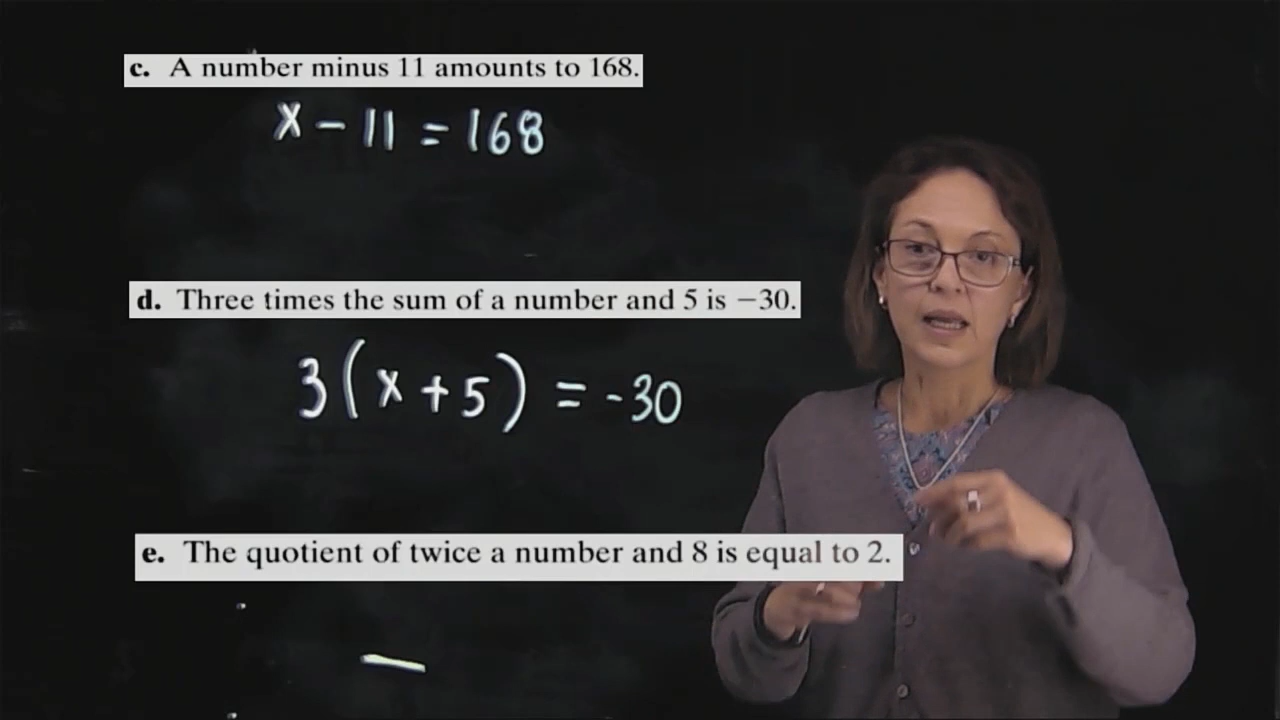 c. A number minus 11 amounts to 168.
x - 11 = 168
d. Three times the sum of a number and 5 is −30.
3(x + 5) = -30
e. The quotient of twice a number and 8 is equal to 2.